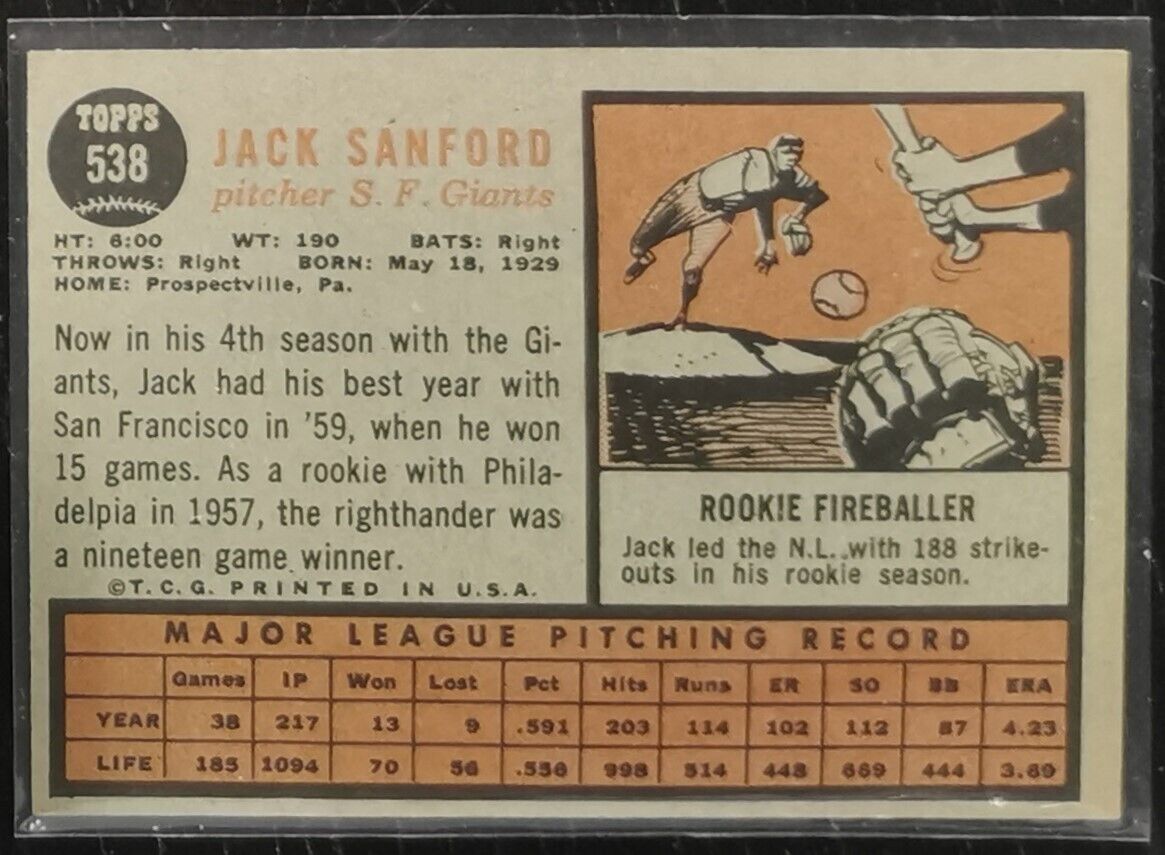 TOPPS
538
JACK SANFORD
pitcher S. F. Giants
HT: 6:00 WT: 190 BATS: Right
THROWS: Right BORN: May 18, 1929
HOME: Prospectville, Pa.
Now in his 4th season with the Gi-
ants, Jack had his best year with
San Francisco in '59, when he won
15 games. As a rookie with Phila-
delpia in 1957, the righthander was
a nineteen game winner.
©T. C. G. PRINTED IN U.S.A.
ROOKIE FIREBALLER
Jack led the N.L. with 188 strike-
outs in his rookie season.
MAJOR LEAGUE PITCHING RECORD
Games IP Won Lost Pct Hits Runs ER SO BB ERA
YEAR 38 217 13 9 .591 203 114 102 112 87 4.23
LIFE 185 1094 70 56 .556 998 514 448 669 444 3.69